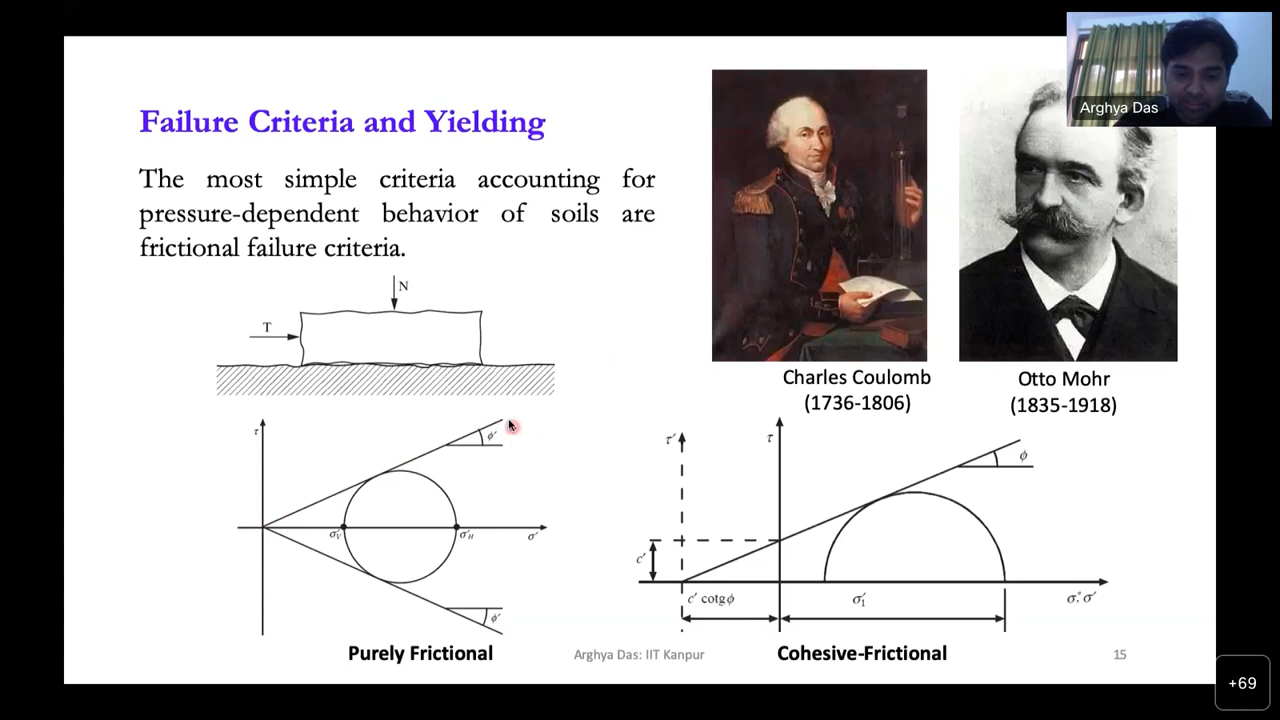 Arghya Das
Failure Criteria and Yielding
The most simple criteria accounting for
pressure-dependent behavior of soils are
frictional failure criteria.
N
T
Charles Coulomb
(1736-1806)
Otto Mohr
(1835-1918)
τ
ϕ′
σ′V
σ′H
σ′
ϕ′
τ′
τ
ϕ
c′
c′ cotgϕ
σ′1
σ,* σ′
Purely Frictional
Arghya Das: IIT Kanpur
Cohesive-Frictional
15
+69